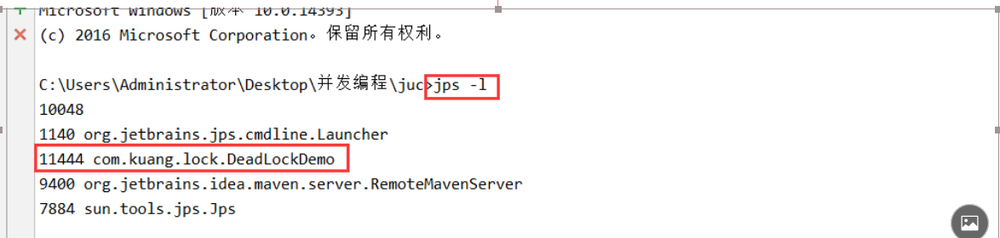 Microsoft Windows [版本 10.0.14393]
(c) 2016 Microsoft Corporation。保留所有权利。
C:\Users\Administrator\Desktop\并发编程\juc>jps -l
10048
1140 org.jetbrains.jps.cmdline.Launcher
11444 com.kuang.lock.DeadLockDemo
9400 org.jetbrains.idea.maven.server.RemoteMavenServer
7884 sun.tools.jps.Jps